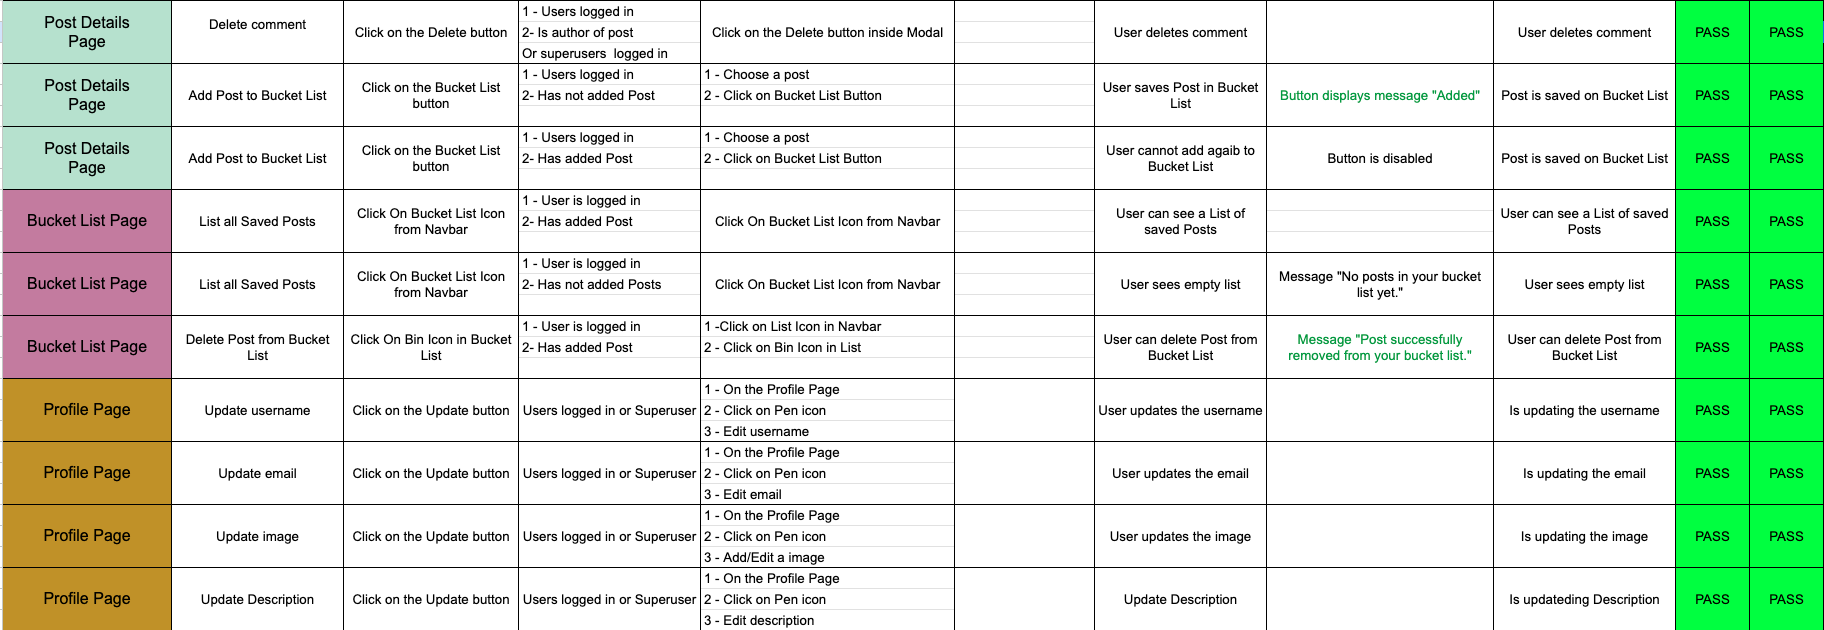 Post Details
Page
Delete comment
Click on the Delete button
1 - Users logged in
2- Is author of post
Or superusers  logged in
Click on the Delete button inside Modal
User deletes comment
User deletes comment
PASS
PASS
Post Details
Page
Add Post to Bucket List
Click on the Bucket List
button
1 - Users logged in
2- Has not added Post
1 - Choose a post
2 - Click on Bucket List Button
User saves Post in Bucket
List
Button displays message "Added"
Post is saved on Bucket List
PASS
PASS
Post Details
Page
Add Post to Bucket List
Click on the Bucket List
button
1 - Users logged in
2- Has added Post
1 - Choose a post
2 - Click on Bucket List Button
User cannot add agaib to
Bucket List
Button is disabled
Post is saved on Bucket List
PASS
PASS
Bucket List Page
List all Saved Posts
Click On Bucket List Icon
from Navbar
1 - User is logged in
2- Has added Post
Click On Bucket List Icon from Navbar
User can see a List of
saved Posts
User can see a List of saved
Posts
PASS
PASS
Bucket List Page
List all Saved Posts
Click On Bucket List Icon
from Navbar
1 - User is logged in
2- Has not added Posts
Click On Bucket List Icon from Navbar
User sees empty list
Message "No posts in your bucket
list yet."
User sees empty list
PASS
PASS
Bucket List Page
Delete Post from Bucket
List
Click On Bin Icon in Bucket
List
1 - User is logged in
2- Has added Post
1 -Click on List Icon in Navbar
2 - Click on Bin Icon in List
User can delete Post from
Bucket List
Message "Post successfully
removed from your bucket list."
User can delete Post from
Bucket List
PASS
PASS
Profile Page
Update username
Click on the Update button
Users logged in or Superuser
1 - On the Profile Page
2 - Click on Pen icon
3 - Edit username
User updates the username
Is updating the username
PASS
PASS
Profile Page
Update email
Click on the Update button
Users logged in or Superuser
1 - On the Profile Page
2 - Click on Pen icon
3 - Edit email
User updates the email
Is updating the email
PASS
PASS
Profile Page
Update image
Click on the Update button
Users logged in or Superuser
1 - On the Profile Page
2 - Click on Pen icon
3 - Add/Edit a image
User updates the image
Is updating the image
PASS
PASS
Profile Page
Update Description
Click on the Update button
Users logged in or Superuser
1 - On the Profile Page
2 - Click on Pen icon
3 - Edit description
Update Description
Is updateding Description
PASS
PASS